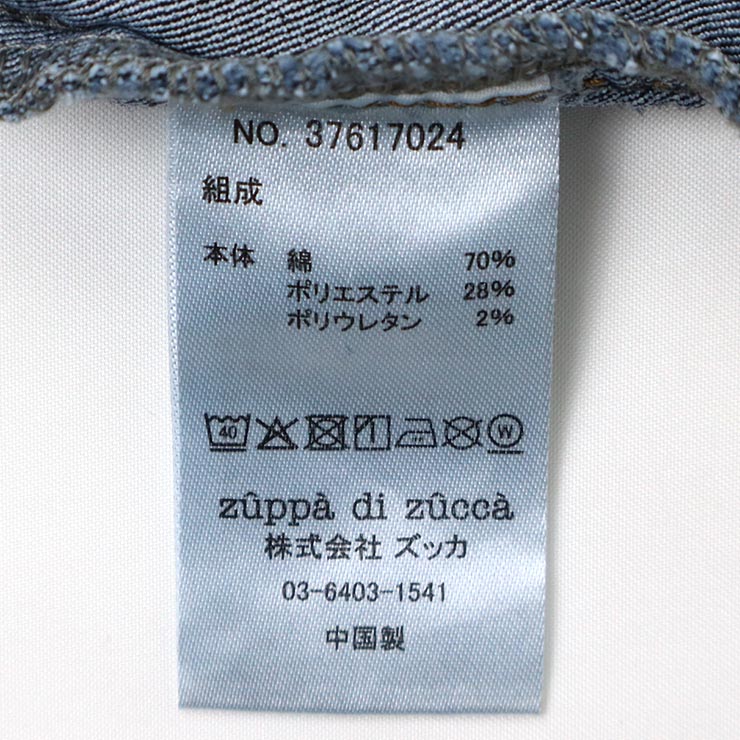 NO. 37617024
組成
本体 綿 70%
ポリエステル 28%
ポリウレタン 2%
40 W
zûppà di zûccà
株式会社 ズッカ
03-6403-1541
中国製